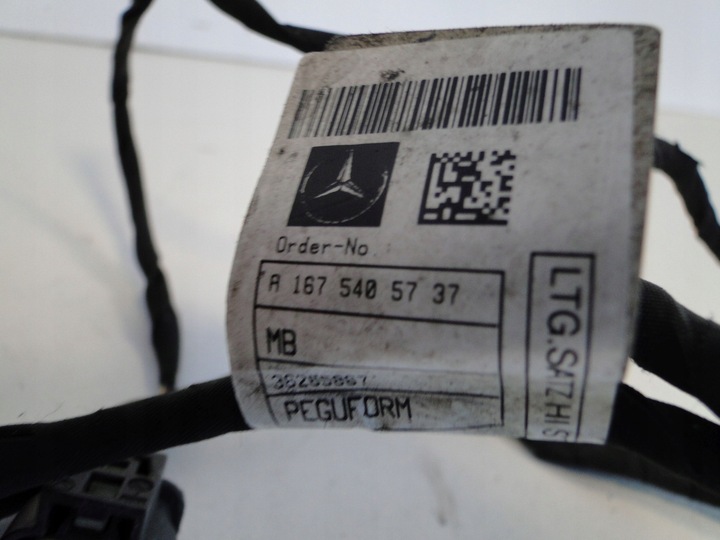 Order-No
A 167 540 57 37
MB
PEGUFORM
LTG.SATZ HI S